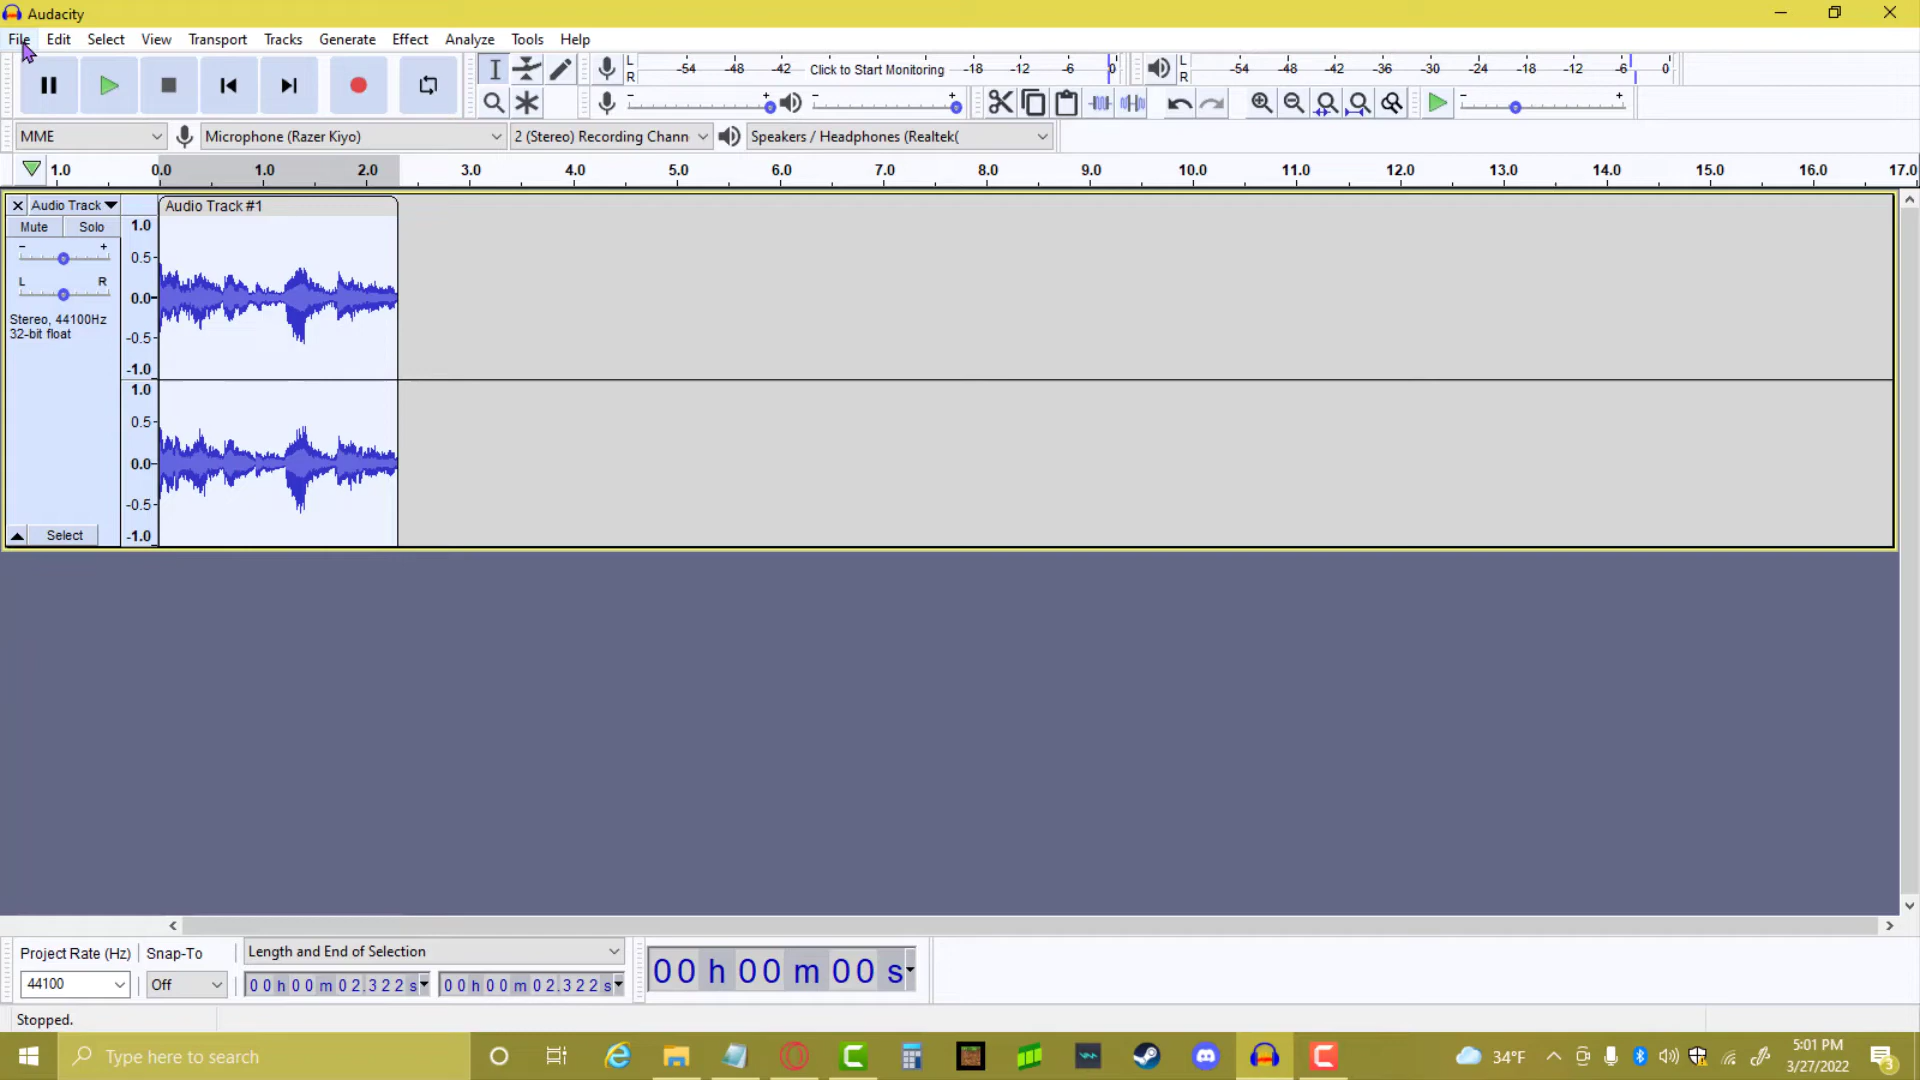 Audacity
File Edit Select View Transport Tracks Generate Effect Analyze Tools Help
L R -54 -48 -42 Click to Start Monitoring -18 -12 -6 0 L R -54 -48 -42 -36 -30 -24 -18 -12 -6 0
- + - + - +
MME Microphone (Razer Kiyo) 2 (Stereo) Recording Chann Speakers / Headphones (Realtek(
1.0 0.0 1.0 2.0 3.0 4.0 5.0 6.0 7.0 8.0 9.0 10.0 11.0 12.0 13.0 14.0 15.0 16.0 17.0
Audio Track Audio Track #1
Mute Solo 1.0
- + 0.5
L R 0.0
Stereo, 44100Hz
32-bit float -0.5
-1.0
1.0
0.5
0.0
-0.5
Select -1.0
Project Rate (Hz) Snap-To Length and End of Selection
44100 Off 00 h 00 m 02.322 s 00 h 00 m 02.322 s 00 h 00 m 00 s
Stopped.
Type here to search 34°F 5:01 PM
3/27/2022 3